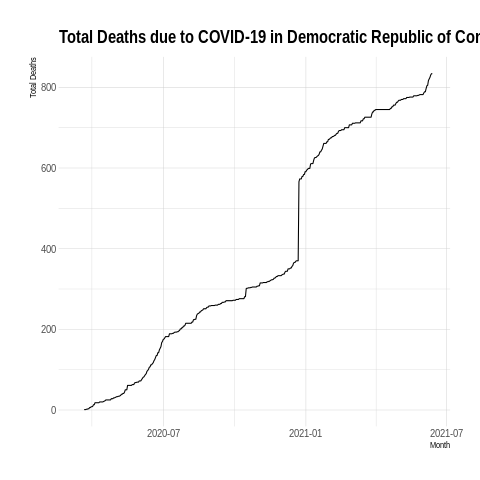 Total Deaths due to COVID-19 in Democratic Republic of Con
Total Deaths
800
600
400
200
0
2020-07
2021-01
2021-07
Month